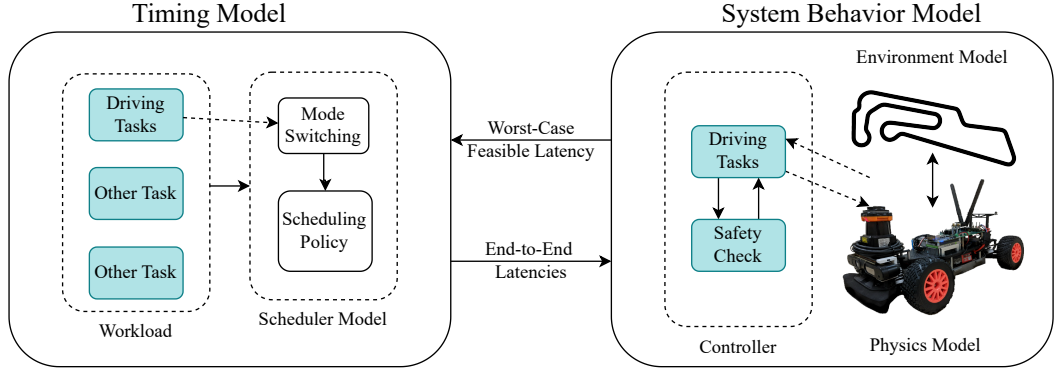 Timing Model
System Behavior Model
Driving
Tasks
Other Task
Other Task
Workload
Mode
Switching
Scheduling
Policy
Scheduler Model
Worst-Case
Feasible Latency
End-to-End
Latencies
Driving
Tasks
Safety
Check
Controller
Environment Model
Physics Model